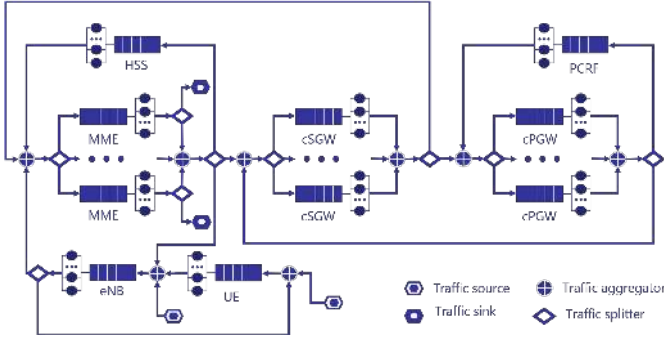 HSS
PCRF
MME
cSGW
cPGW
MME
cSGW
cPGW
eNB
UE
Traffic source
Traffic aggregator
Traffic sink
Traffic splitter